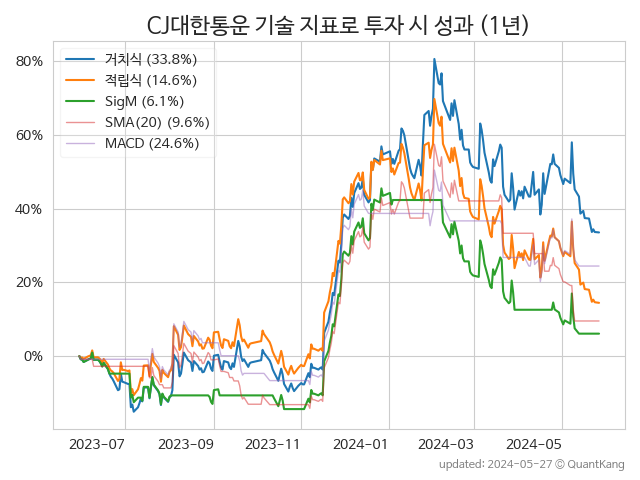 CJ대한통운 기술 지표로 투자 시 성과 (1년)
거치식 (33.8%)
적립식 (14.6%)
SigM (6.1%)
SMA(20) (9.6%)
MACD (24.6%)
80%
60%
40%
20%
0%
2023-07 2023-09 2023-11 2024-01 2024-03 2024-05
updated: 2024-05-27 © QuantKang